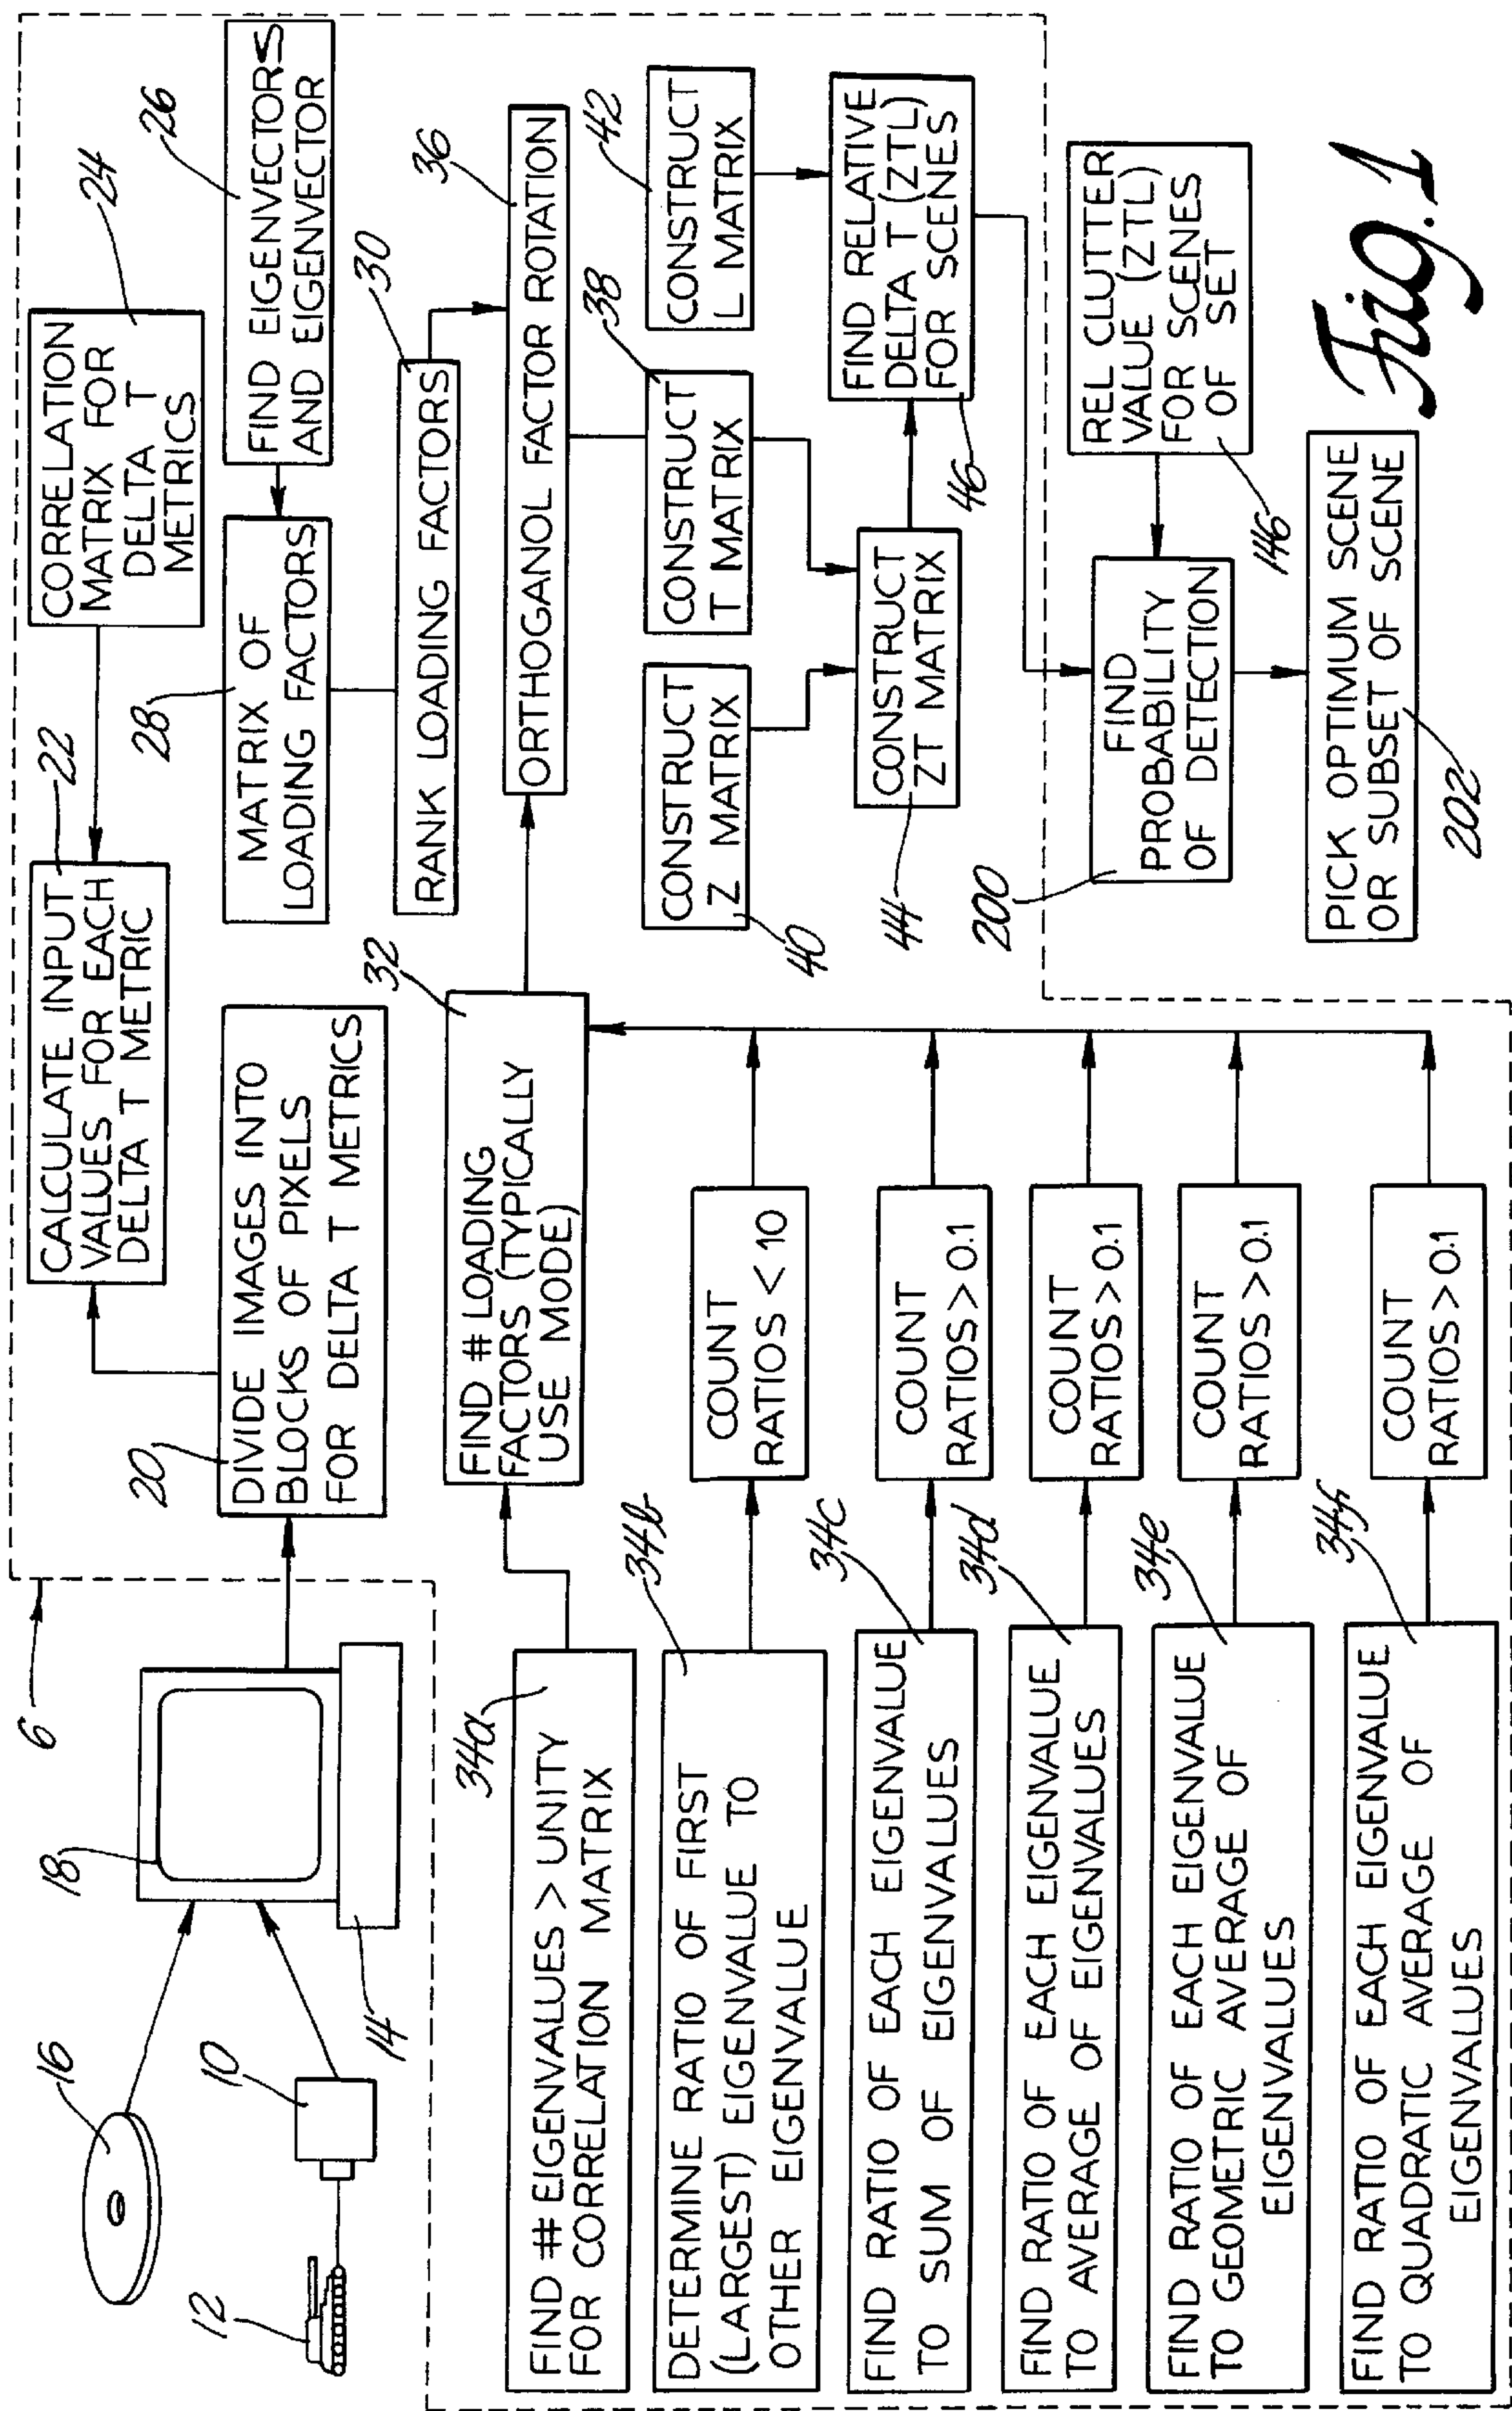 6
16
18
10
12
14
20
DIVIDE IMAGES INTO
BLOCKS OF PIXELS
FOR DELTA T METRICS
CALCULATE INPUT
VALUES FOR EACH
DELTA T METRIC
22
CORRELATION
MATRIX FOR
DELTA T
METRICS
24
FIND EIGENVECTORS
AND EIGENVECTOR
26
MATRIX OF
LOADING FACTORS
28
RANK LOADING FACTORS
30
FIND # LOADING
FACTORS (TYPICALLY
USE MODE)
32
ORTHOGANOL FACTOR ROTATION
36
CONSTRUCT
Z MATRIX
40
CONSTRUCT
T MATRIX
38
CONSTRUCT
L MATRIX
42
CONSTRUCT
ZT MATRIX
44
FIND RELATIVE
DELTA T (ZTL)
FOR SCENES
46
FIND # EIGENVALUES > UNITY
FOR CORRELATION MATRIX
34a
DETERMINE RATIO OF FIRST
(LARGEST) EIGENVALUE TO
OTHER EIGENVALUE
34b
COUNT
RATIOS < 10
FIND RATIO OF EACH EIGENVALUE
TO SUM OF EIGENVALUES
34c
COUNT
RATIOS > 0.1
FIND RATIO OF EACH EIGENVALUE
TO AVERAGE OF EIGENVALUES
34d
COUNT
RATIOS > 0.1
FIND RATIO OF EACH EIGENVALUE
TO GEOMETRIC AVERAGE OF
EIGENVALUES
34e
COUNT
RATIOS > 0.1
FIND RATIO OF EACH EIGENVALUE
TO QUADRATIC AVERAGE OF
EIGENVALUES
34f
COUNT
RATIOS > 0.1
200
FIND
PROBABILITY
OF DETECTION
REL CLUTTER
VALUE (ZTL)
FOR SCENES
OF SET
146
PICK OPTIMUM SCENE
OR SUBSET OF SCENE
202
Fig. 1